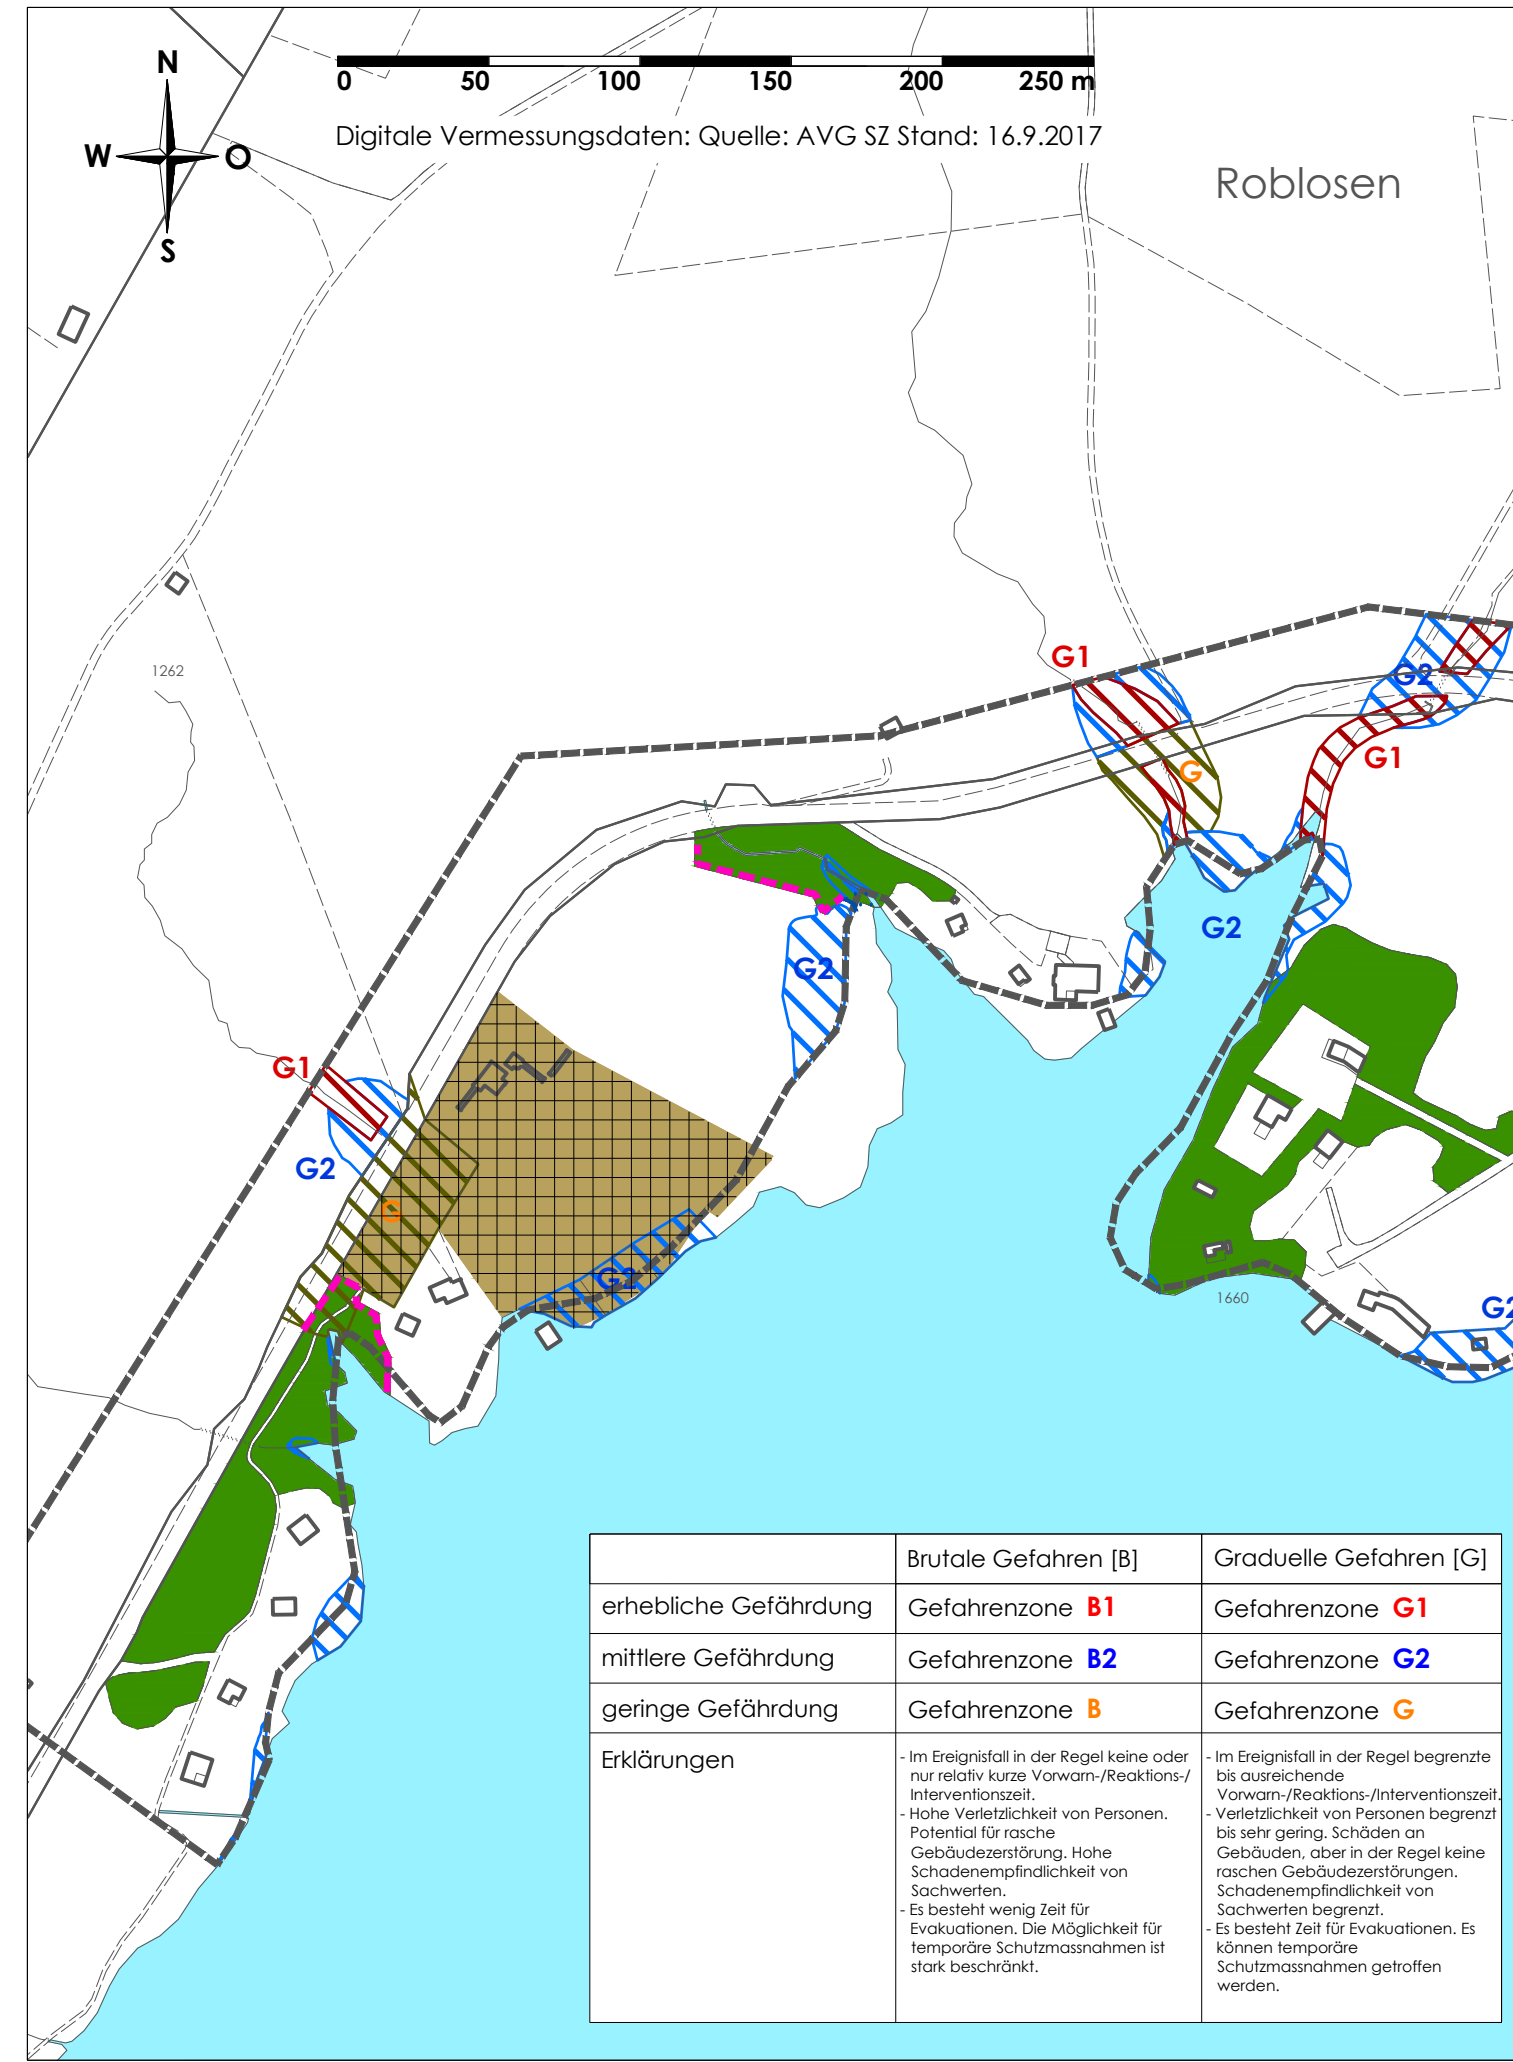 N
W
O
S
0 50 100 150 200 250 m
Digitale Vermessungsdaten: Quelle: AVG SZ Stand: 16.9.2017
Roblosen
1262
G1
G2
G
G1
G2
G2
G1
G2
G
G2
1660
G2
Brutale Gefahren [B]
Graduelle Gefahren [G]
erhebliche Gefährdung
Gefahrenzone B1
Gefahrenzone G1
mittlere Gefährdung
Gefahrenzone B2
Gefahrenzone G2
geringe Gefährdung
Gefahrenzone B
Gefahrenzone G
Erklärungen
- Im Ereignisfall in der Regel keine oder
nur relativ kurze Vorwarn-/Reaktions-/
Interventionszeit.
- Hohe Verletzlichkeit von Personen.
Potential für rasche
Gebäudezerstörung. Hohe
Schadenempfindlichkeit von
Sachwerten.
- Es besteht wenig Zeit für
Evakuationen. Die Möglichkeit für
temporäre Schutzmassnahmen ist
stark beschränkt.
- Im Ereignisfall in der Regel begrenzte
bis ausreichende
Vorwarn-/Reaktions-/Interventionszeit.
- Verletzlichkeit von Personen begrenzt
bis sehr gering. Schäden an
Gebäuden, aber in der Regel keine
raschen Gebäudezerstörungen.
Schadenempfindlichkeit von
Sachwerten begrenzt.
- Es besteht Zeit für Evakuationen. Es
können temporäre
Schutzmassnahmen getroffen
werden.